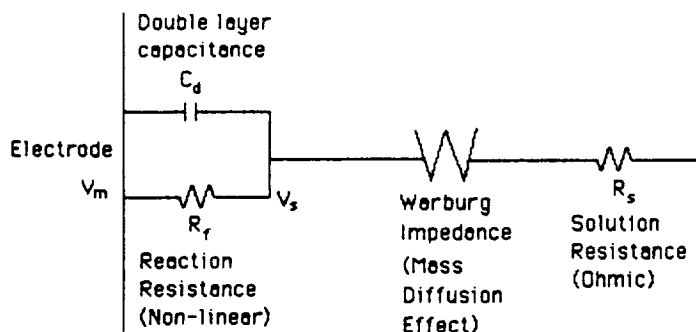 Double layer
capacitance
C_d
Electrode
V_m
V_s
R_f
Reaction
Resistance
(Non-linear)
Warburg
Impedance
(Mass
Diffusion
Effect)
R_s
Solution
Resistance
(Ohmic)